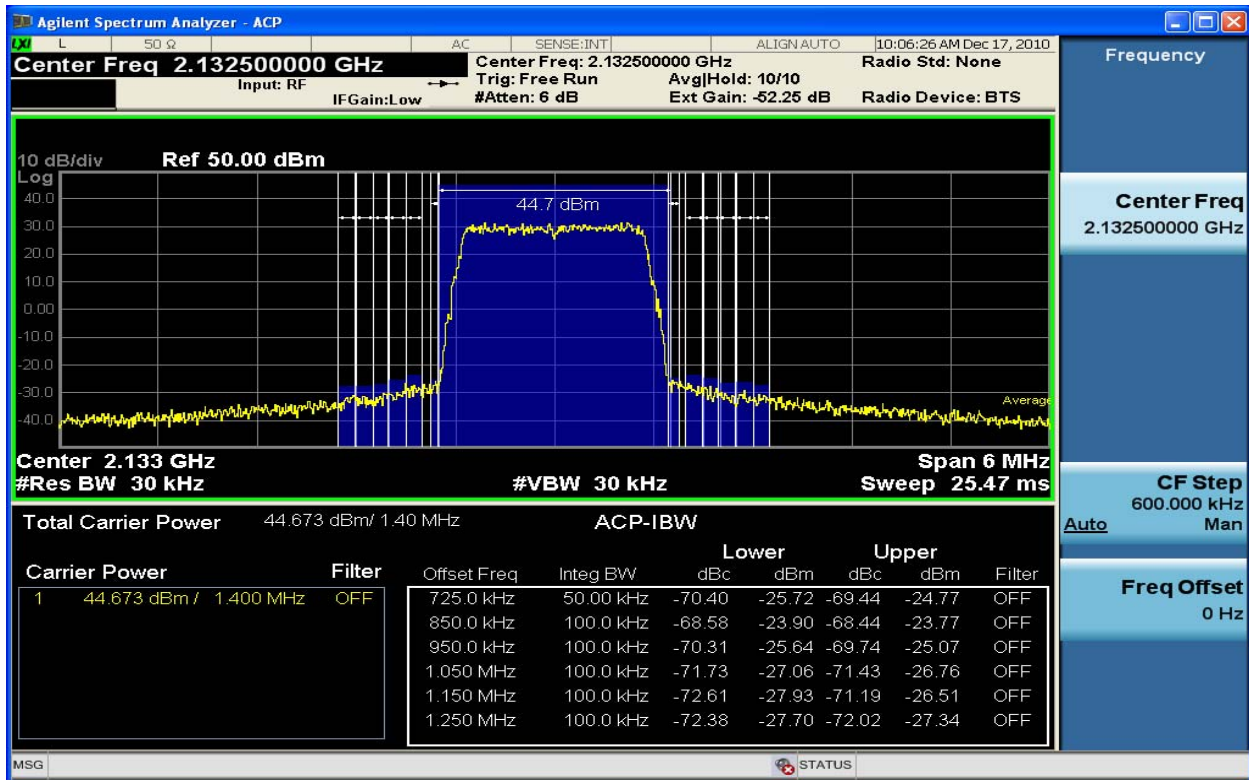 Agilent Spectrum Analyzer - ACP
LXI L 50 Ω AC SENSE:INT ALIGN AUTO 10:06:26 AM Dec 17, 2010
Center Freq 2.132500000 GHz
Input: RF
IFGain:Low
Center Freq: 2.132500000 GHz
Trig: Free Run Avg|Hold: 10/10
#Atten: 6 dB Ext Gain: -52.25 dB
Radio Std: None
Radio Device: BTS
10 dB/div Ref 50.00 dBm
Log
40.0
30.0
20.0
10.0
0.00
-10.0
-20.0
-30.0
-40.0
44.7 dBm
Average
Center 2.133 GHz Span 6 MHz
#Res BW 30 kHz #VBW 30 kHz Sweep 25.47 ms
Total Carrier Power 44.673 dBm/ 1.40 MHz ACP-IBW
Lower Upper
Carrier Power Filter
1 44.673 dBm / 1.400 MHz OFF
Offset Freq Integ BW dBc dBm dBc dBm Filter
725.0 kHz 50.00 kHz -70.40 -25.72 -69.44 -24.77 OFF
850.0 kHz 100.0 kHz -68.58 -23.90 -68.44 -23.77 OFF
950.0 kHz 100.0 kHz -70.31 -25.64 -69.74 -25.07 OFF
1.050 MHz 100.0 kHz -71.73 -27.06 -71.43 -26.76 OFF
1.150 MHz 100.0 kHz -72.61 -27.93 -71.19 -26.51 OFF
1.250 MHz 100.0 kHz -72.38 -27.70 -72.02 -27.34 OFF
MSG STATUS
Frequency
Center Freq
2.132500000 GHz
CF Step
600.000 kHz
Auto Man
Freq Offset
0 Hz